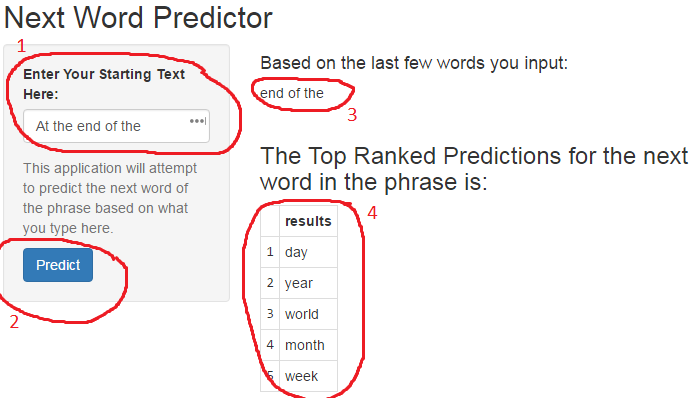 Next Word Predictor
1
Enter Your Starting Text
Here:
At the end of the
This application will attempt
to predict the next word of
the phrase based on what
you type here.
Predict
2
Based on the last few words you input:
end of the
3
The Top Ranked Predictions for the next
word in the phrase is:
4
results
1 day
2 year
3 world
4 month
5 week